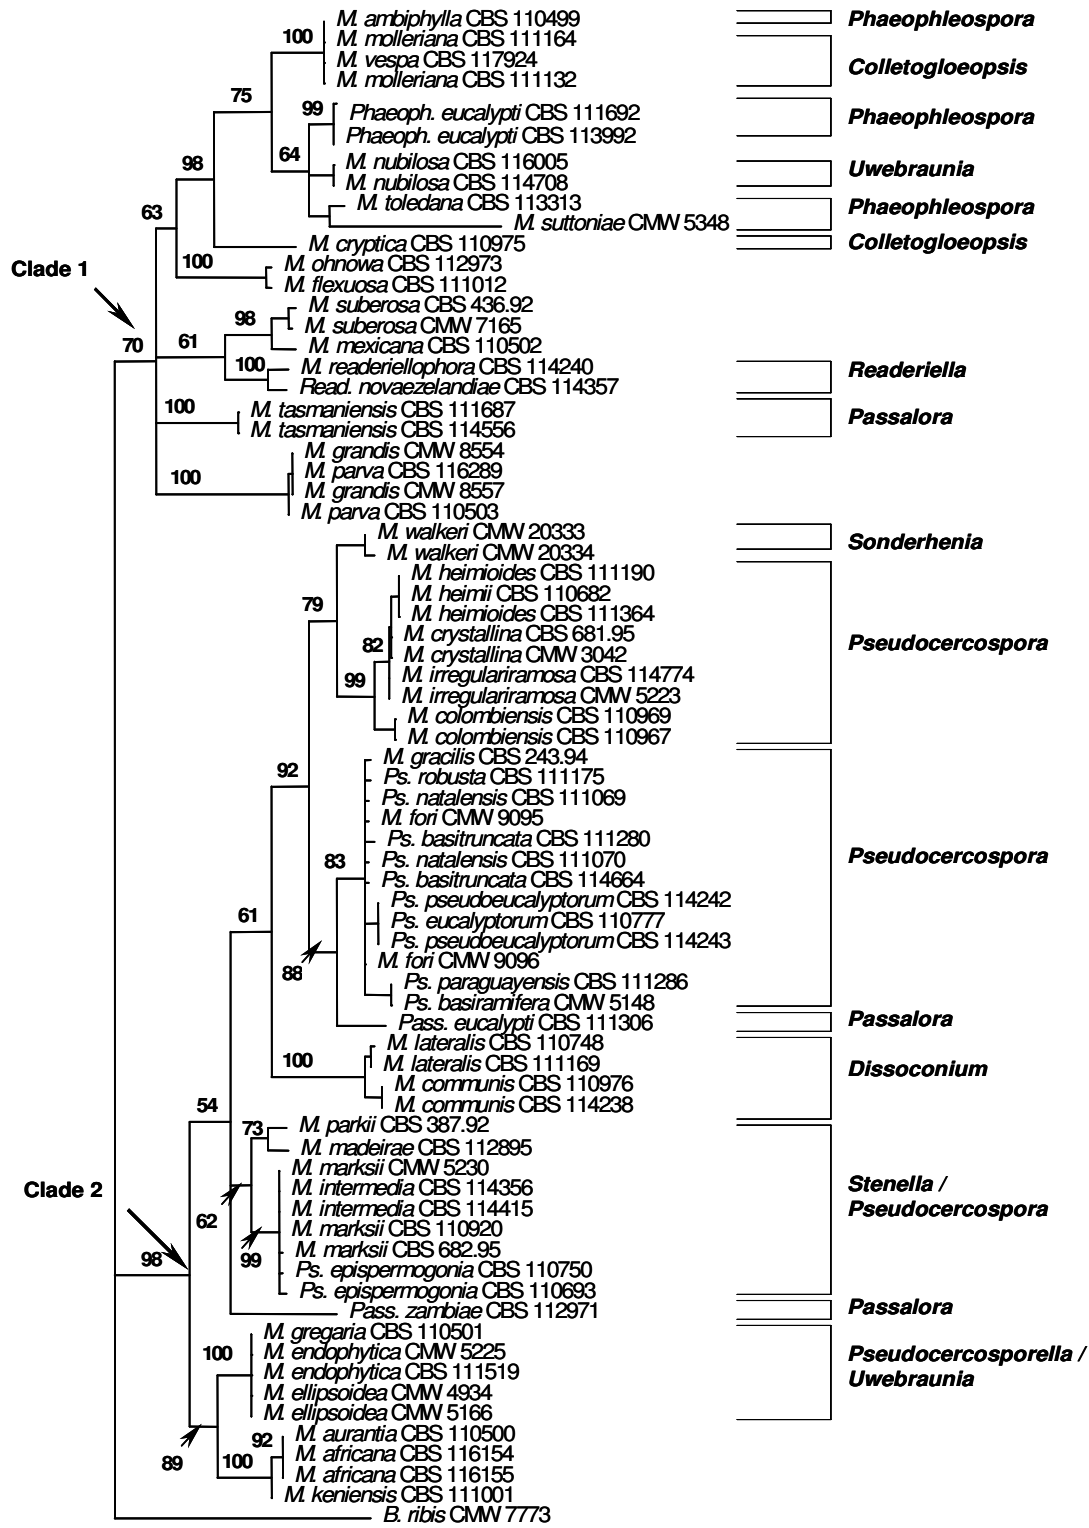 M. ambiphylla CBS 110499
Phaeophleospora
100
M. molleriana CBS 111164
M. vespa CBS 117924
Colletogloeopsis
M. molleriana CBS 111132
75
99
Phaeoph. eucalypti CBS 111692
Phaeophleospora
Phaeoph. eucalypti CBS 113992
64
98
M. nubilosa CBS 116005
Uwebraunia
M. nubilosa CBS 114708
M. toledana CBS 113313
Phaeophleospora
63
M. suttoniae CMW 5348
M. cryptica CBS 110975
Colletogloeopsis
100
M. ohnowa CBS 112973
Clade 1
M. flexuosa CBS 111012
M. suberosa CBS 436.92
98
M. suberosa CMW 7165
70
61
M. mexicana CBS 110502
100
M. readeriellophora CBS 114240
Readeriella
Read. novaezelandiae CBS 114357
100
M. tasmaniensis CBS 111687
Passalora
M. tasmaniensis CBS 114556
M. grandis CMW 8554
M. parva CBS 116289
100
M. grandis CMW 8557
M. parva CBS 110503
M. walkeri CMW 20333
Sonderhenia
M. walkeri CMW 20334
M. heimioides CBS 111190
M. heimii CBS 110682
79
M. heimioides CBS 111364
M. crystallina CBS 681.95
82
Pseudocercospora
M. crystallina CMW 3042
M. irregulariramosa CBS 114774
99
M. irregulariramosa CMW 5223
M. colombiensis CBS 110969
M. colombiensis CBS 110967
M. gracilis CBS 243.94
92
Ps. robusta CBS 111175
Ps. natalensis CBS 111069
M. fori CMW 9095
Ps. basitruncata CBS 111280
83
Ps. natalensis CBS 111070
Pseudocercospora
Ps. basitruncata CBS 114664
Ps. pseudoeucalyptorum CBS 114242
61
Ps. eucalyptorum CBS 110777
Ps. pseudoeucalyptorum CBS 114243
M. fori CMW 9096
88
Ps. paraguayensis CBS 111286
Ps. basiramifera CMW 5148
Pass. eucalypti CBS 111306
Passalora
M. lateralis CBS 110748
100
M. lateralis CBS 111169
Dissoconium
M. communis CBS 110976
54
M. communis CBS 114238
M. parkii CBS 387.92
73
M. madeirae CBS 112895
M. marksii CMW 5230
Clade 2
M. intermedia CBS 114356
Stenella /
M. intermedia CBS 114415
Pseudocercospora
62
M. marksii CBS 110920
M. marksii CBS 682.95
98
99
Ps. epispermogonia CBS 110750
Ps. epispermogonia CBS 110693
Pass. zambiae CBS 112971
Passalora
M. gregaria CBS 110501
100
M. endophytica CMW 5225
Pseudocercosporella /
M. endophytica CBS 111519
Uwebraunia
M. ellipsoidea CMW 4934
M. ellipsoidea CMW 5166
M. aurantia CBS 110500
92
M. africana CBS 116154
89
100
M. africana CBS 116155
M. keniensis CBS 111001
B. ribis CMW 7773